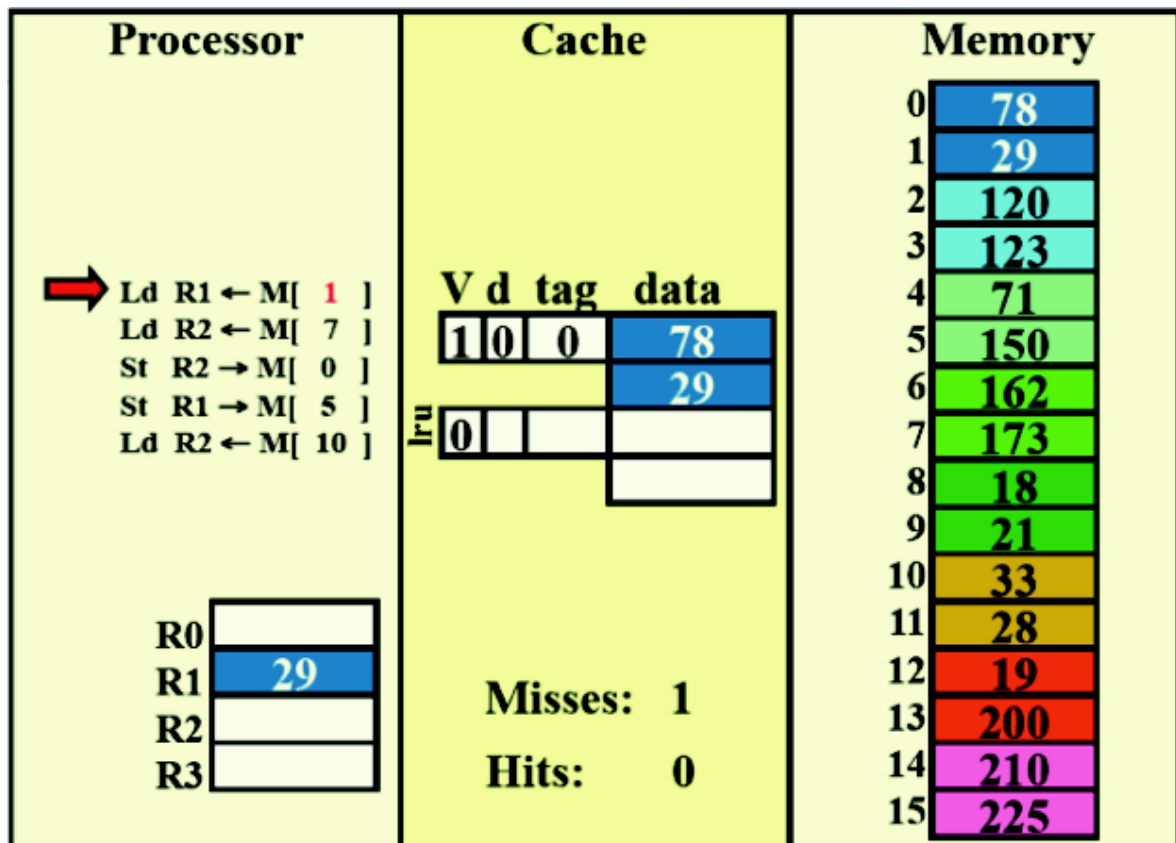 Processor
Ld R1 ← M[ 1 ]
Ld R2 ← M[ 7 ]
St R2 → M[ 0 ]
St R1 → M[ 5 ]
Ld R2 ← M[ 10 ]
R0
R1 29
R2
R3
Cache
V d tag data
1 0 0 78
29
lru 0
Misses: 1
Hits: 0
Memory
0 78
1 29
2 120
3 123
4 71
5 150
6 162
7 173
8 18
9 21
10 33
11 28
12 19
13 200
14 210
15 225